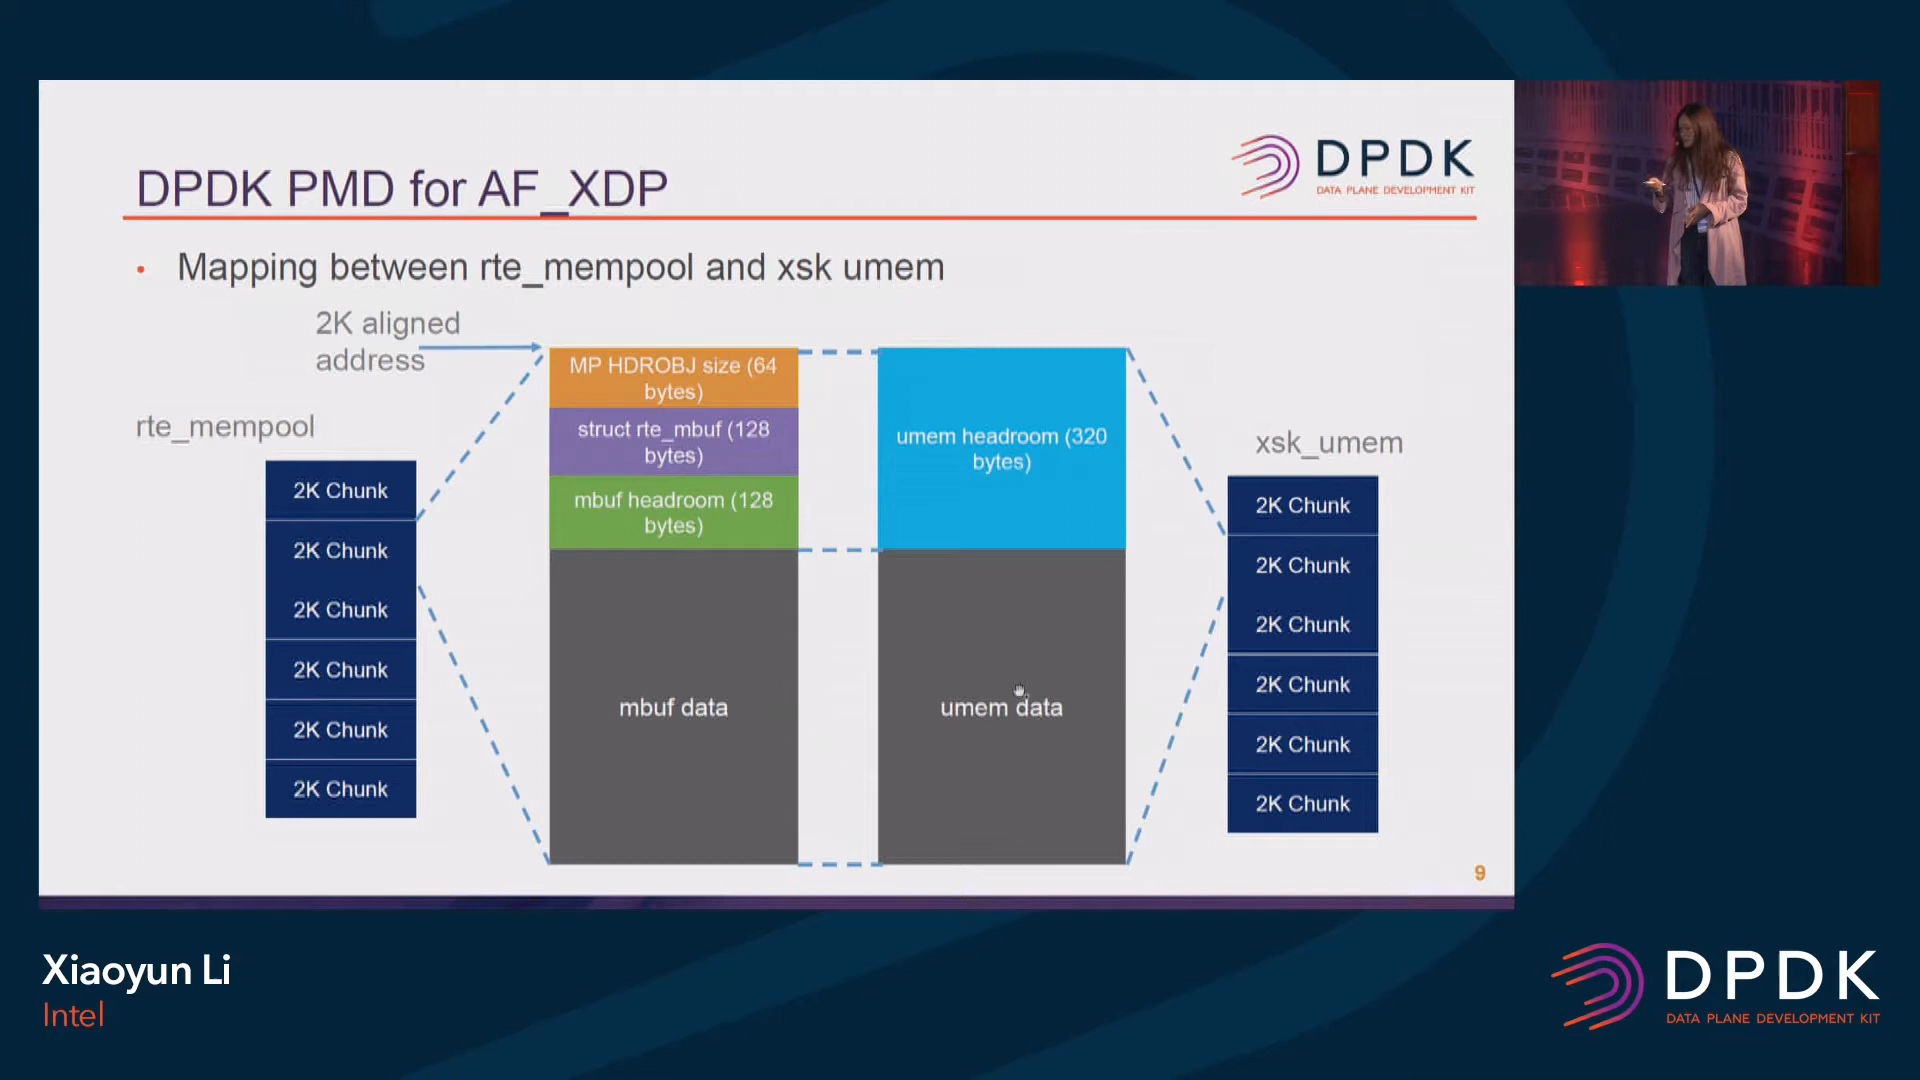 DPDK
DATA PLANE DEVELOPMENT KIT
DPDK PMD for AF_XDP
• Mapping between rte_mempool and xsk umem
2K aligned
address
rte_mempool
2K Chunk
2K Chunk
2K Chunk
2K Chunk
2K Chunk
2K Chunk
MP HDROBJ size (64
bytes)
struct rte_mbuf (128
bytes)
mbuf headroom (128
bytes)
mbuf data
umem headroom (320
bytes)
umem data
xsk_umem
2K Chunk
2K Chunk
2K Chunk
2K Chunk
2K Chunk
2K Chunk
9
Xiaoyun Li
Intel
DPDK
DATA PLANE DEVELOPMENT KIT